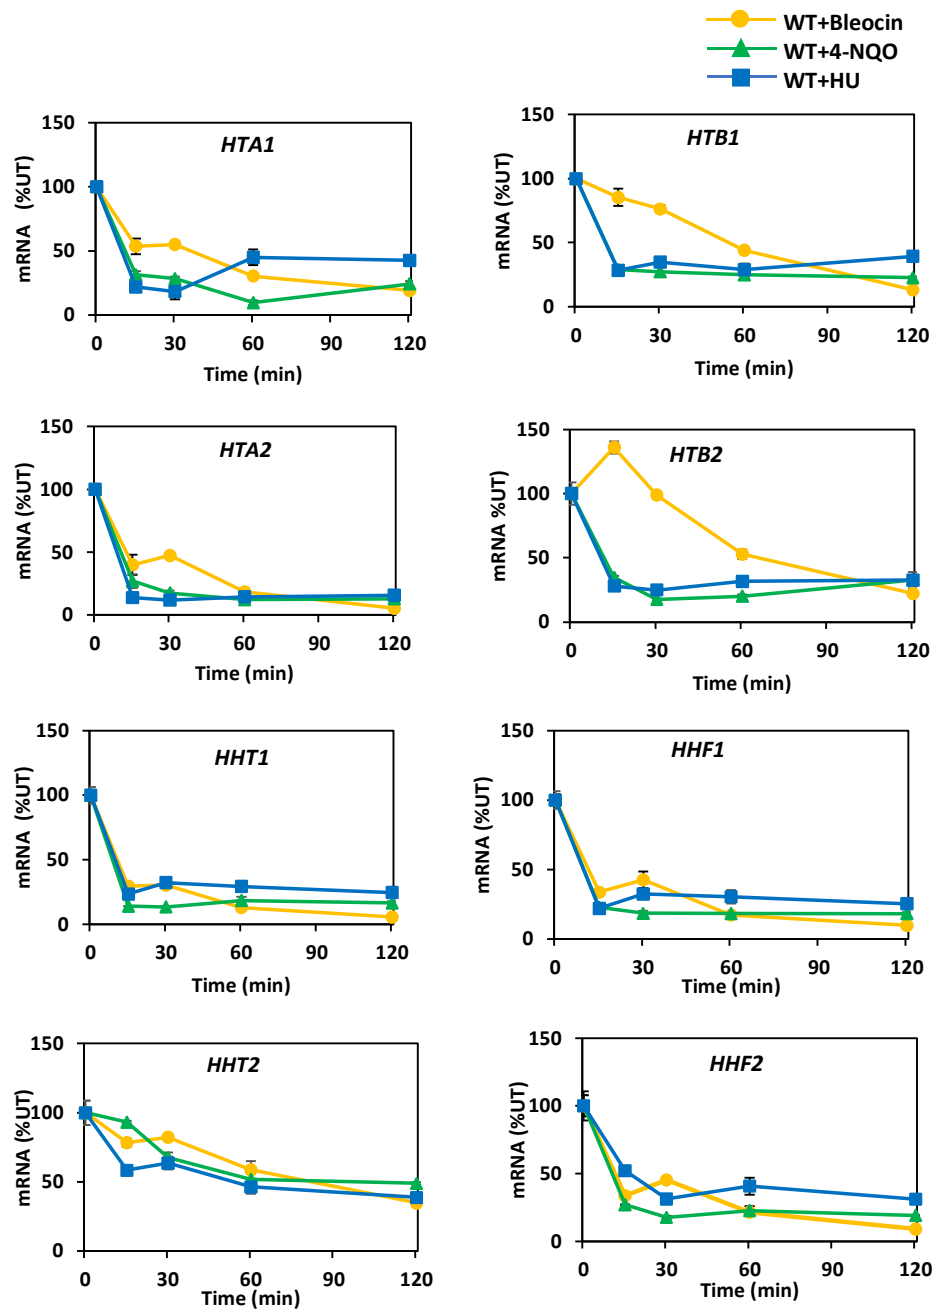 WT+Bleocin
WT+4-NQO
WT+HU
HTA1
mRNA (%UT)
150
100
50
0
0 30 60 90 120
Time (min)
HTB1
mRNA (%UT)
150
100
50
0
0 30 60 90 120
Time (min)
HTA2
mRNA (%UT)
150
100
50
0
0 30 60 90 120
Time (min)
HTB2
mRNA %UT)
150
100
50
0
0 30 60 90 120
Time (min)
HHT1
mRNA (%UT)
150
100
50
0
0 30 60 90 120
Time (min)
HHF1
mRNA (%UT)
150
100
50
0
0 30 60 90 120
Time (min)
HHT2
mRNA (%UT)
150
100
50
0
0 30 60 90 120
Time (min)
HHF2
mRNA (%UT)
150
100
50
0
0 30 60 90 120
Time (min)